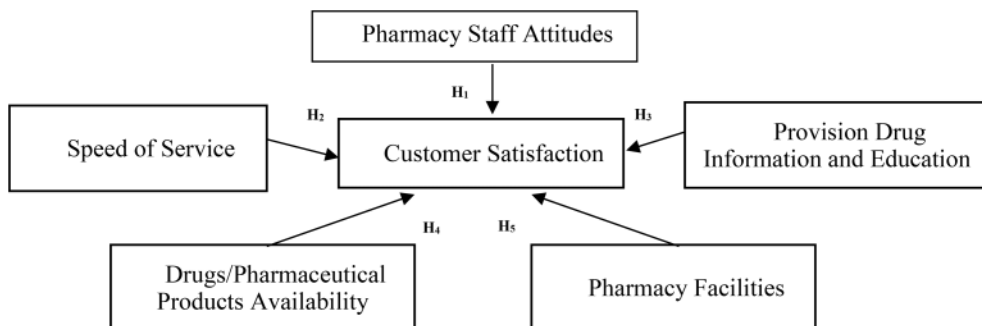 Pharmacy Staff Attitudes
H₁
H₂
H₃
Speed of Service
Customer Satisfaction
Provision Drug
Information and Education
H₄
H₅
Drugs/Pharmaceutical
Products Availability
Pharmacy Facilities